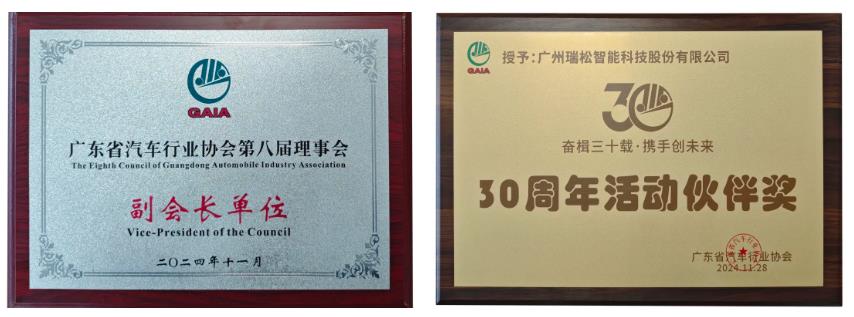 GAIA
广东省汽车行业协会第八届理事会
The Eighth Council of Guangdong Automobile Industry Association
副会长单位
Vice-President of the Council
二〇二四年十一月
GAIA
授予：广州瑞松智能科技股份有限公司
30
奋楫三十载·携手创未来
30周年活动伙伴奖
广东省汽车行业协会
2024.11.28